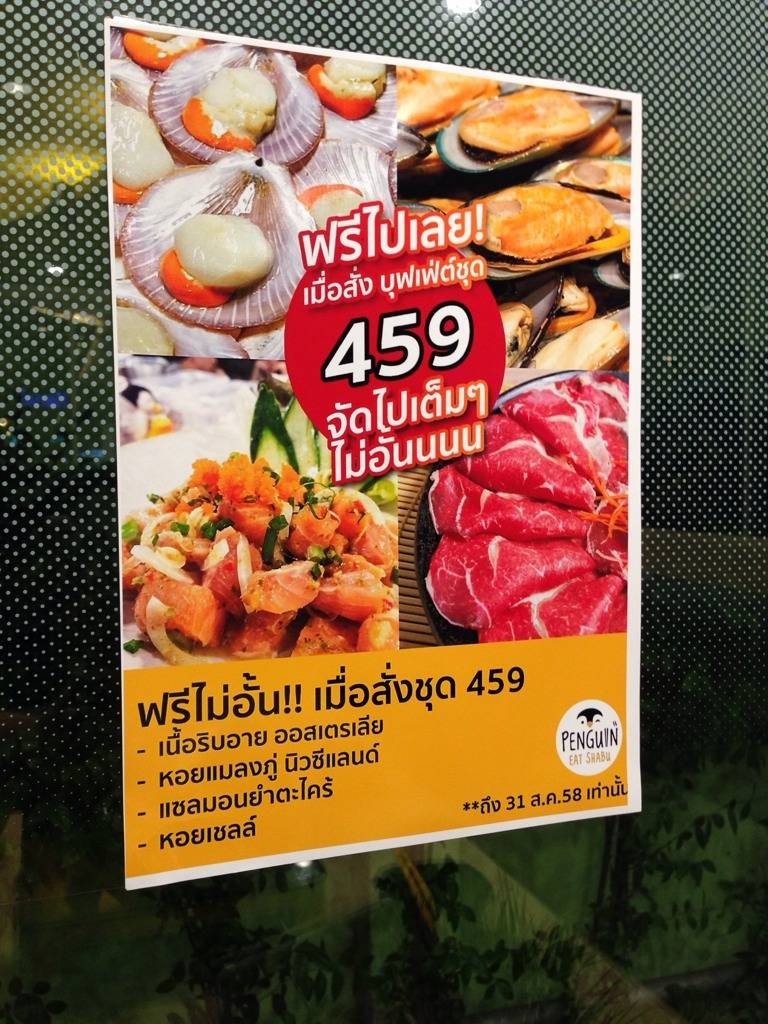 ฟรีไปเลย!
เมื่อสั่ง บุฟเฟ่ต์ชุด
459
จัดไปเต็มๆ
ไม่อั้นนนน
ฟรีไม่อั้น!! เมื่อสั่งชุด 459
- เนื้อริบอาย ออสเตรเลีย
- หอยแมลงภู่ นิวซีแลนด์
- แซลมอนยำตะไคร้
- หอยเชลล์
PENGUIN
EAT SHABU
**ถึง 31 ส.ค.58 เท่านั้น